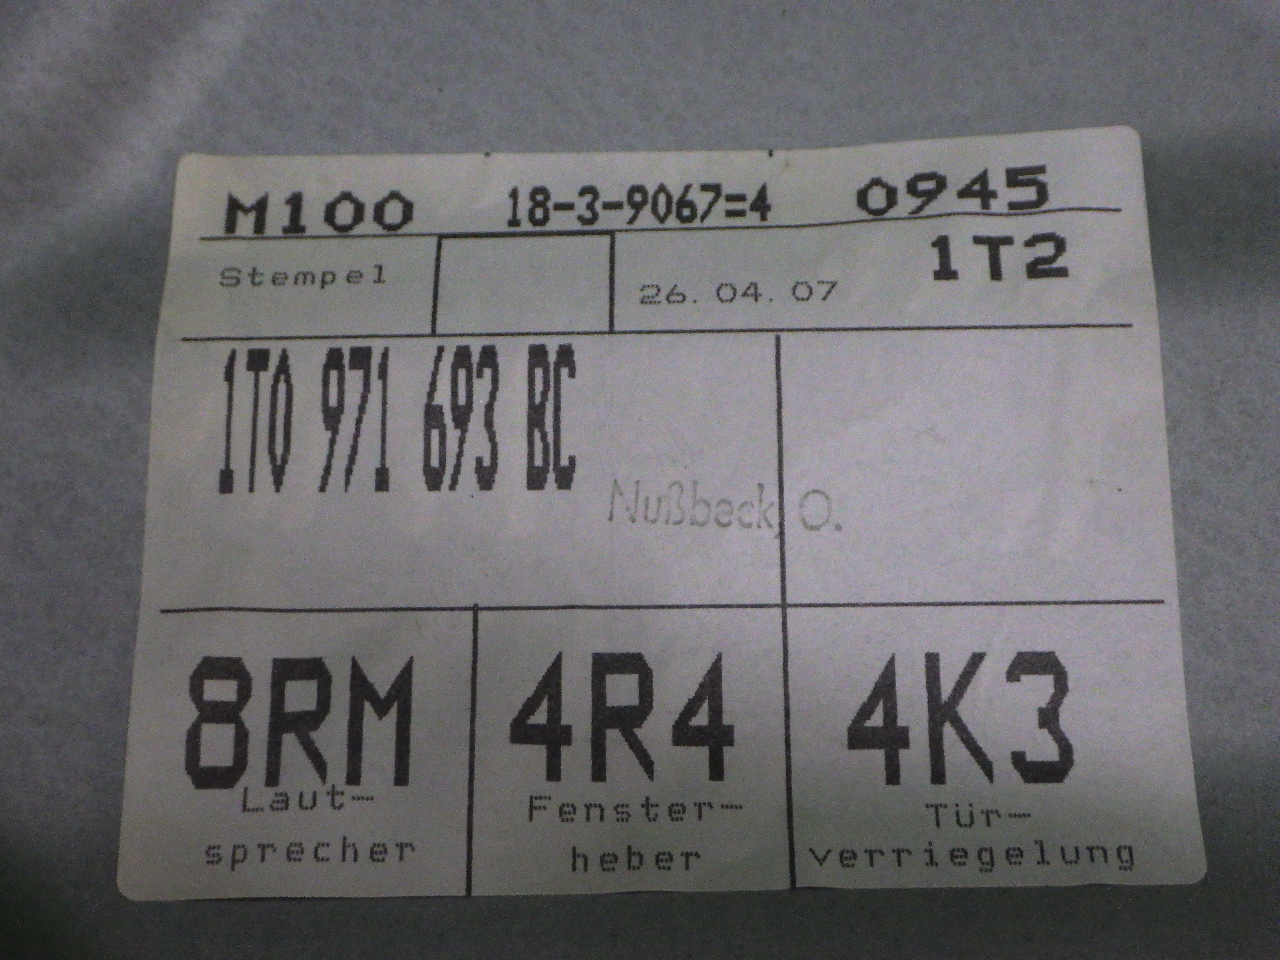 M100 18-3-9067=4 0945
1T2
Stempel 26.04.07
1T0 971 693 BC
Nußbeck, O.
8RM 4R4 4K3
Laut- Fenster- Tür-
sprecher heber verriegelung